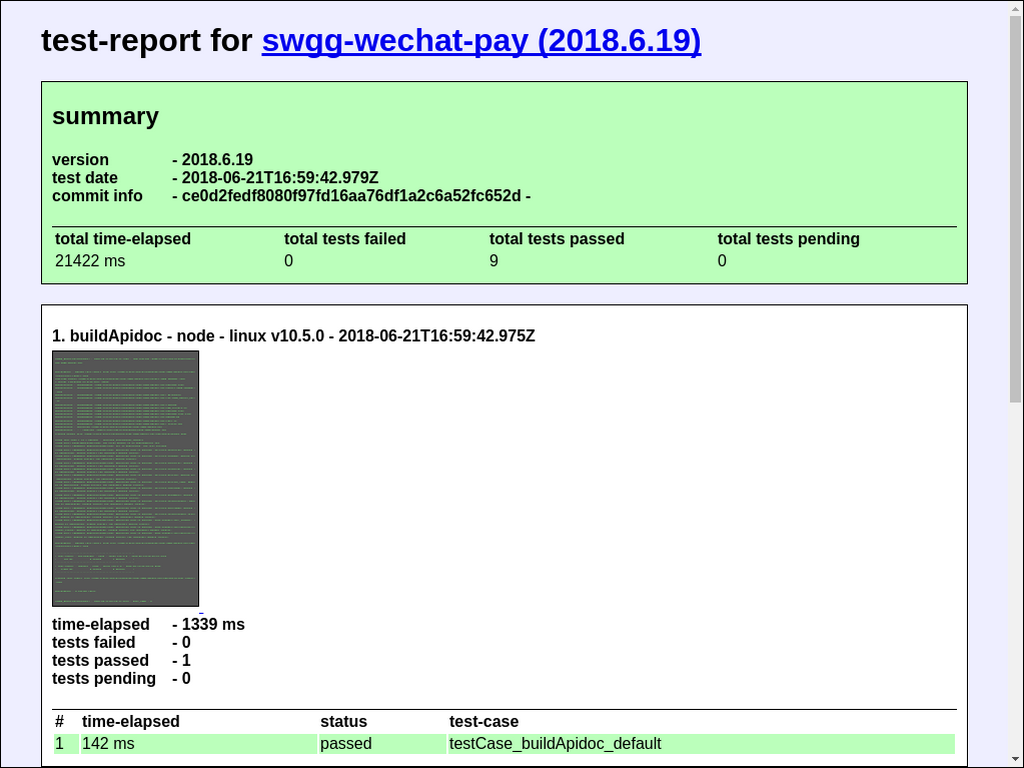 test-report for swgg-wechat-pay (2018.6.19)
summary
version - 2018.6.19
test date - 2018-06-21T16:59:42.979Z
commit info - ce0d2fedf8080f97fd16aa76df1a2c6a52fc652d -
total time-elapsed total tests failed total tests passed total tests pending
21422 ms 0 9 0
1. buildApidoc - node - linux v10.5.0 - 2018-06-21T16:59:42.975Z
time-elapsed - 1339 ms
tests failed - 0
tests passed - 1
tests pending - 0
# time-elapsed status test-case
1 142 ms passed testCase_buildApidoc_default